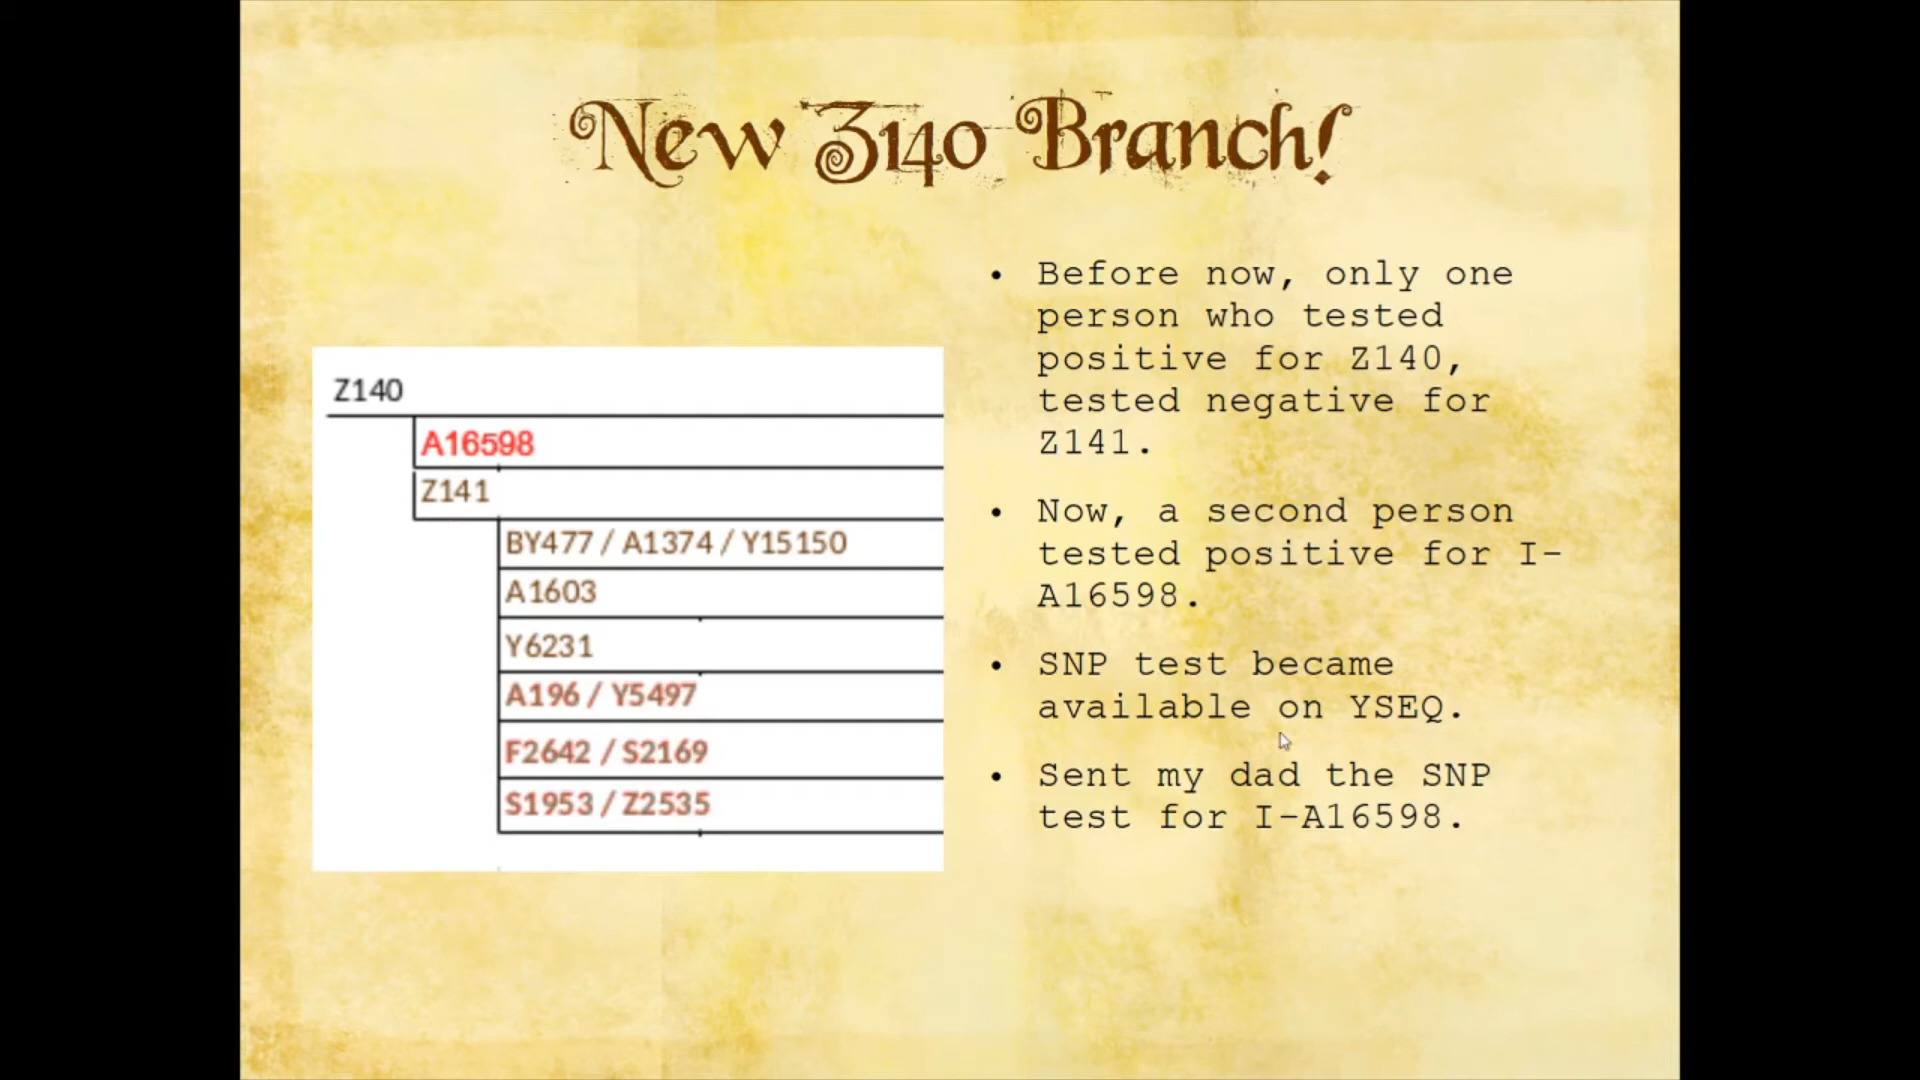 New Z140 Branch!
Z140
A16598
Z141
BY477 / A1374 / Y15150
A1603
Y6231
A196 / Y5497
F2642 / S2169
S1953 / Z2535
• Before now, only one
person who tested
positive for Z140,
tested negative for
Z141.
• Now, a second person
tested positive for I-
A16598.
• SNP test became
available on YSEQ.
• Sent my dad the SNP
test for I-A16598.